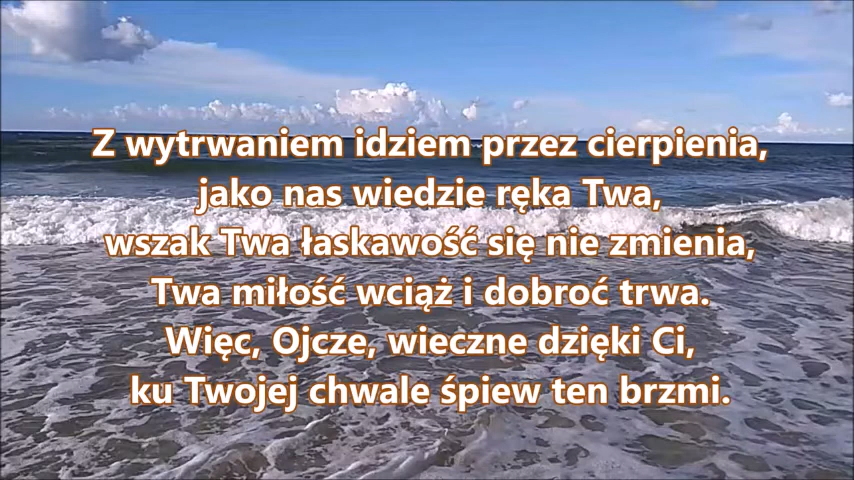 Z wytrwaniem idziem przez cierpienia,
jako nas wiedzie ręka Twa,
wszak Twa łaskawość się nie zmienia,
Twa miłość wciąż i dobroć trwa.
Więc, Ojcze, wieczne dzięki Ci,
ku Twojej chwale śpiew ten brzmi.